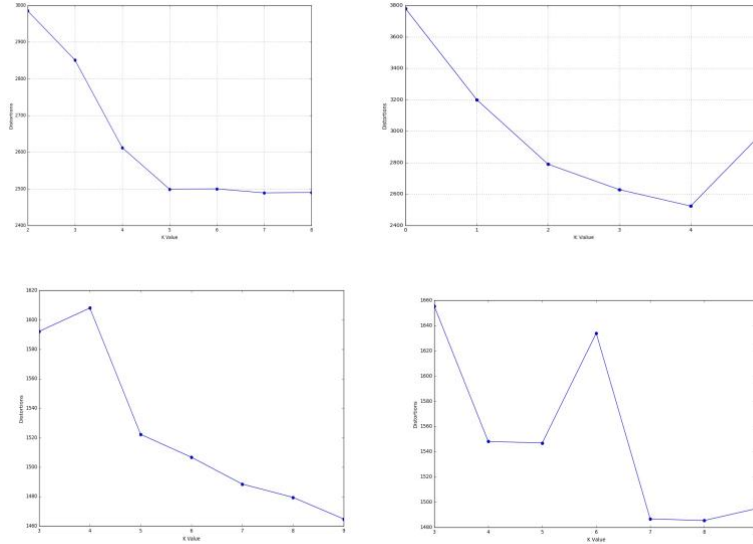 3000
2900
2800
2700
2600
2500
2400
Distortions
2 3 4 5 6 7 8
K Value
3800
3600
3400
3200
3000
2800
2600
2400
Distortions
0 1 2 3 4
K Value
1620
1600
1580
1560
1540
1520
1500
1480
1460
Distortions
3 4 5 6 7 8 9
K Value
1660
1640
1620
1600
1580
1560
1540
1520
1500
1480
Distortions
3 4 5 6 7 8
K Value